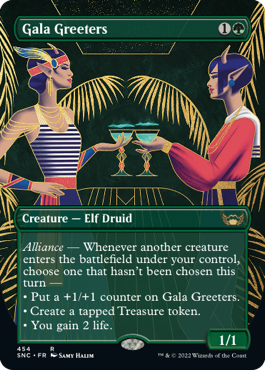 Gala Greeters 1
Creature — Elf Druid
Alliance — Whenever another creature
enters the battlefield under your control,
choose one that hasn't been chosen this
turn —
• Put a +1/+1 counter on Gala Greeters.
• Create a tapped Treasure token.
• You gain 2 life.
1/1
454 R
SNC • FR SAMY HALIM
™ & © 2022 Wizards of the Coast